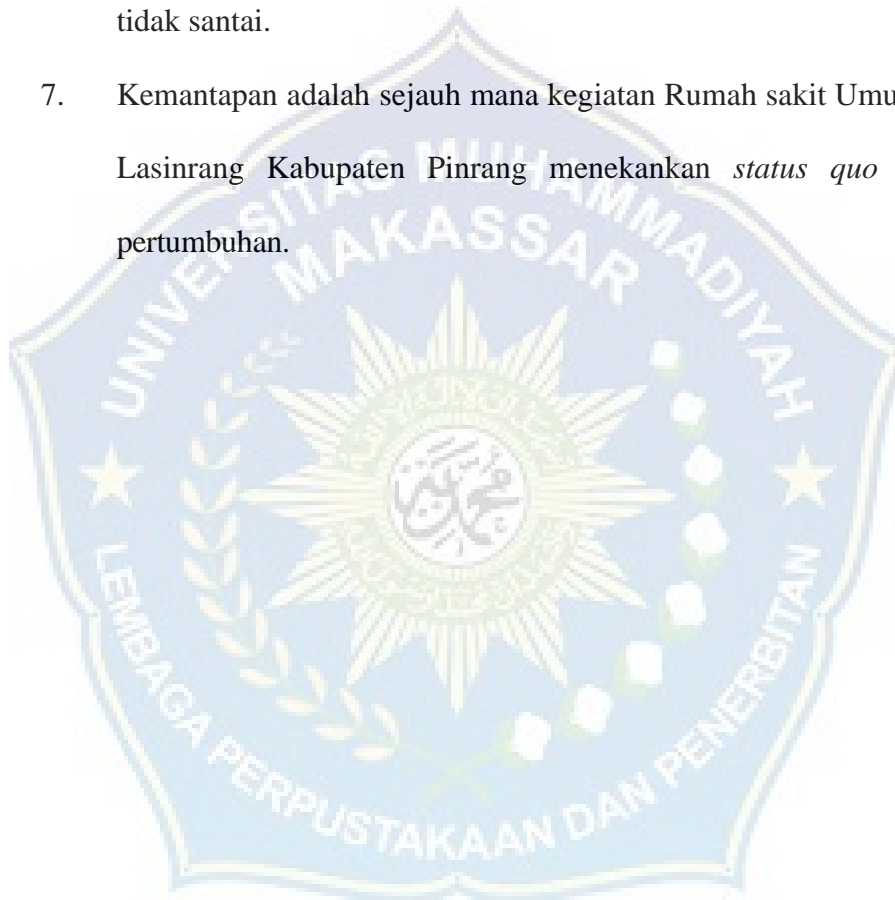 tidak santai.
7. Kemantapan adalah sejauh mana kegiatan Rumah sakit Umu
Lasinrang Kabupaten Pinrang menekankan status quo
pertumbuhan.
UNIVERSITAS MUHAMMADIYAH
MAKASSAR
LEMBAGA PERPUSTAKAAN DAN PENERBITAN